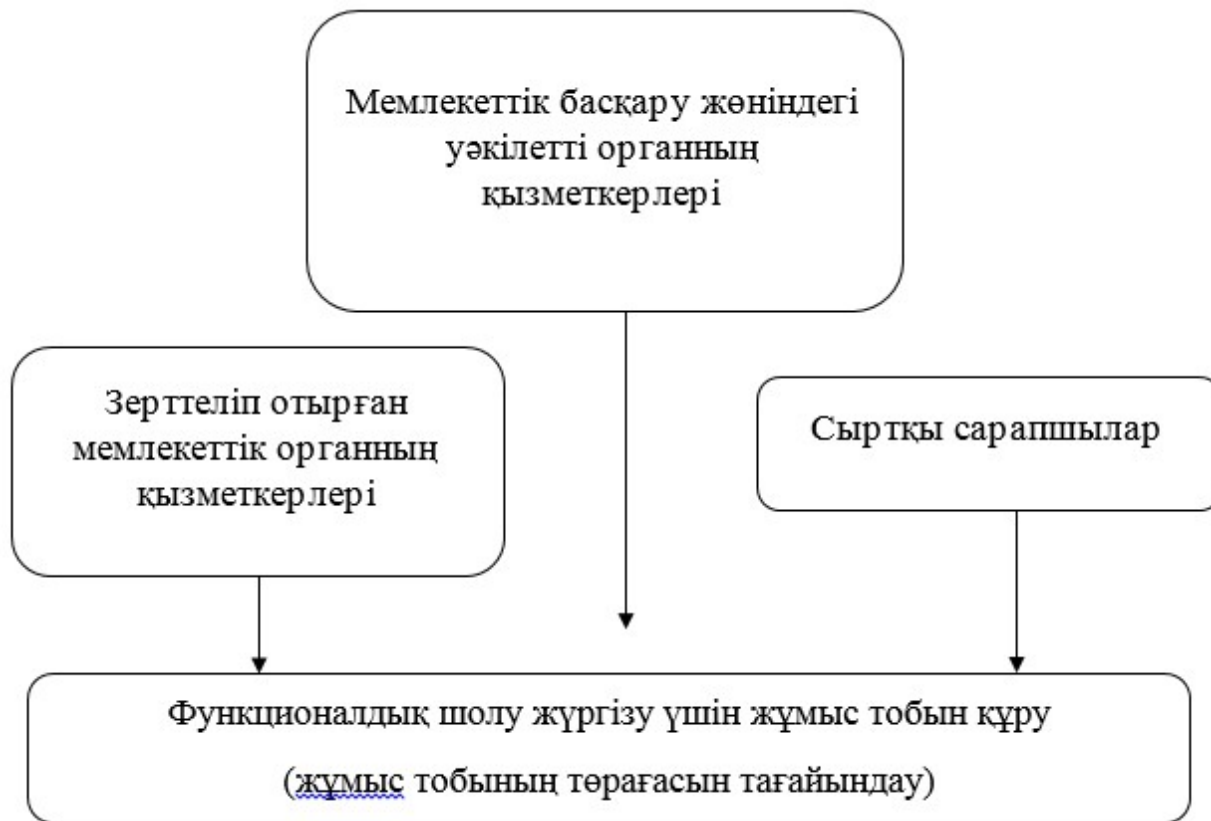 Мемлекеттік басқару жөніндегі
уәкілетті органның
қызметкерлері
Зерттеліп отырған
мемлекеттік органның
қызметкерлері
Сыртқы сарапшылар
Функционалдық шолу жүргізу үшін жұмыс тобын құру
(жұмыс тобының төрағасын тағайындау)